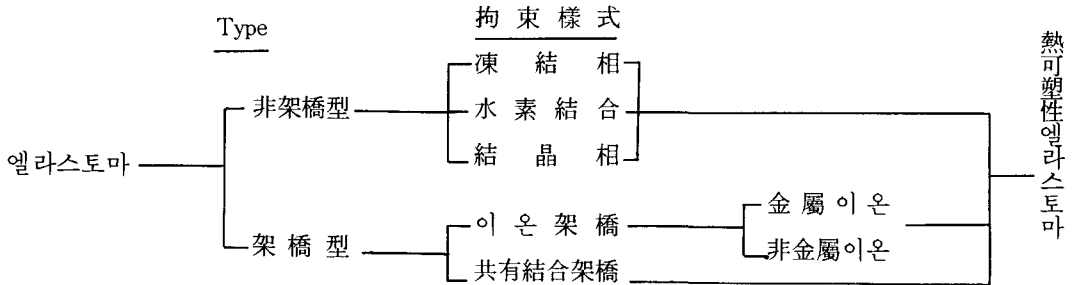 Type
拘束樣式
凍結相
非架橋型
水素結合
結晶相
엘라스토마
金屬이온
이온架橋
架橋型
非金屬이온
共有結合架橋
熱可塑性엘라스토마